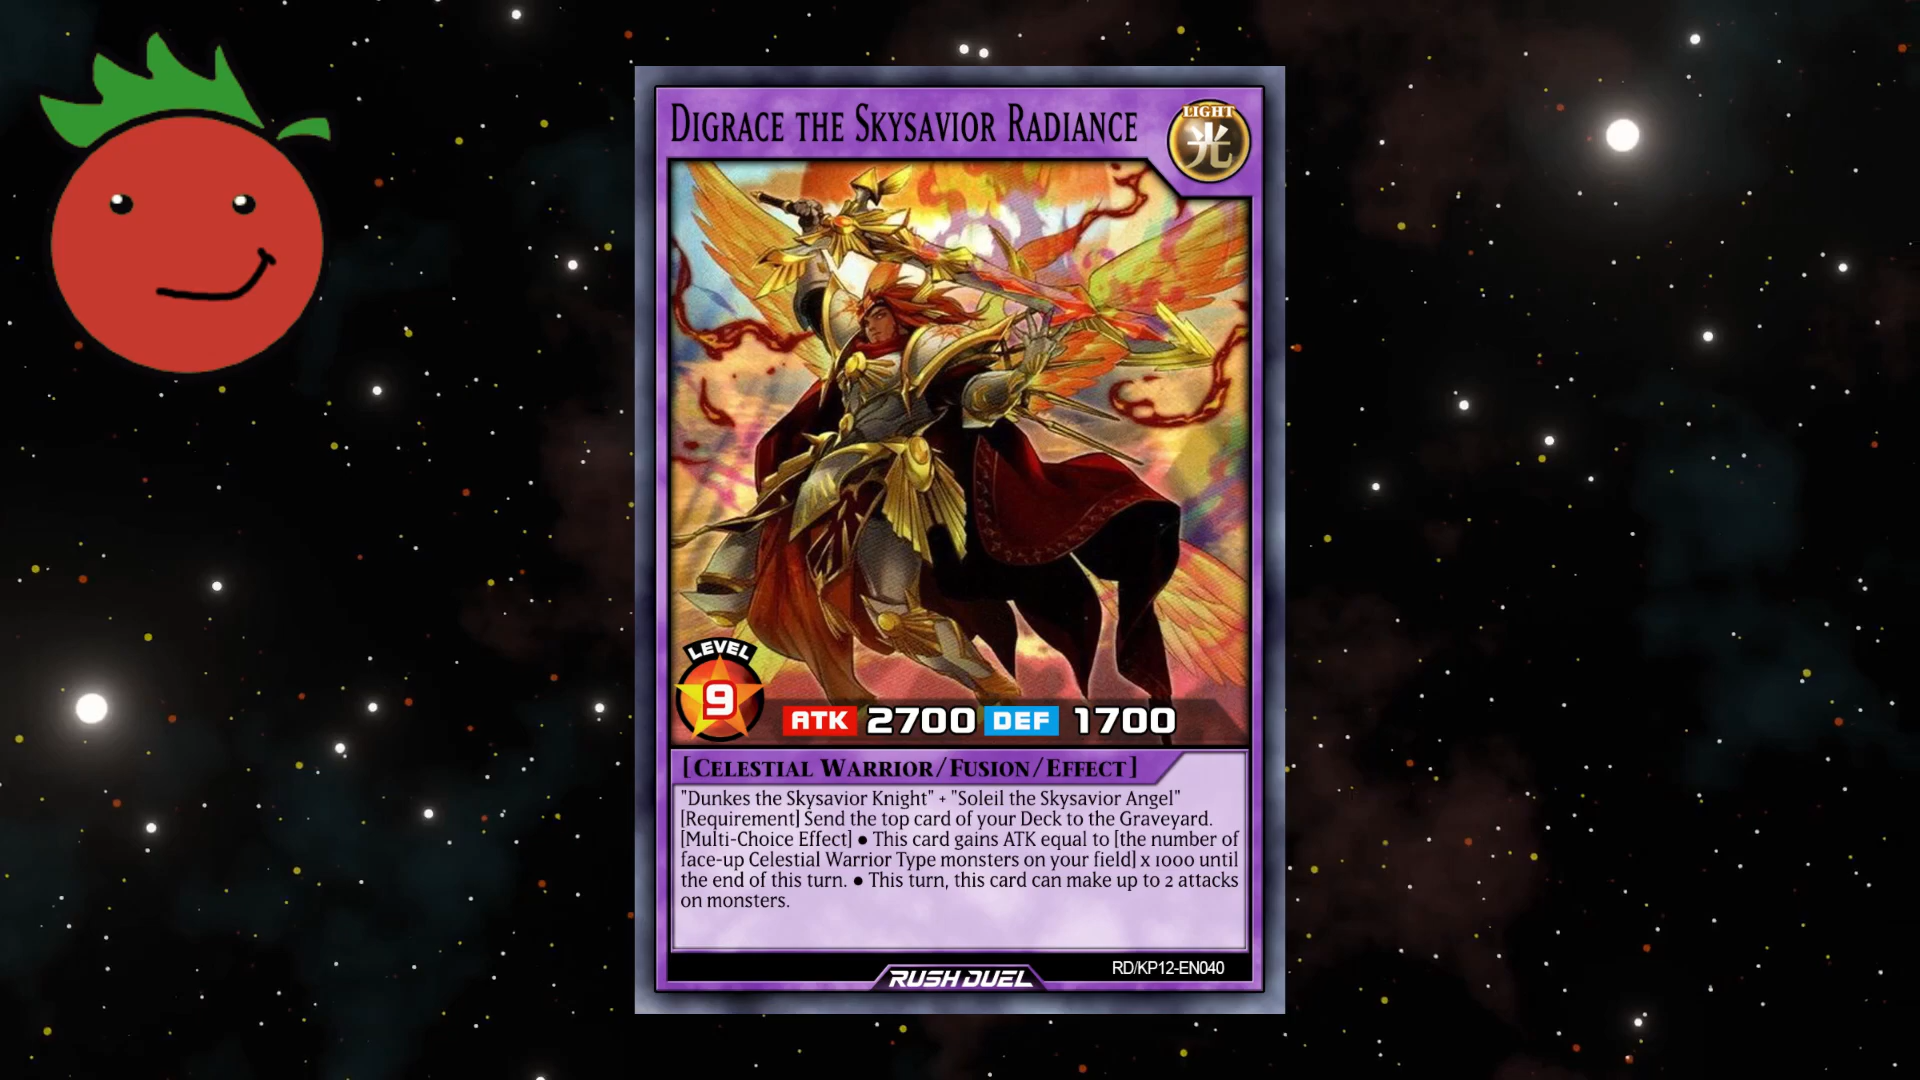 DIGRACE THE SKYSAVIOR RADIANCE
LIGHT
光
LEVEL
9
ATK 2700 DEF 1700
[CELESTIAL WARRIOR/FUSION/EFFECT]
"Dunkes the Skysavior Knight" + "Soleil the Skysavior Angel"
[Requirement] Send the top card of your Deck to the Graveyard.
[Multi-Choice Effect] ● This card gains ATK equal to [the number of
face-up Celestial Warrior Type monsters on your field] x 1000 until
the end of this turn. ● This turn, this card can make up to 2 attacks
on monsters.
RUSH DUEL
RD/KP12-EN040